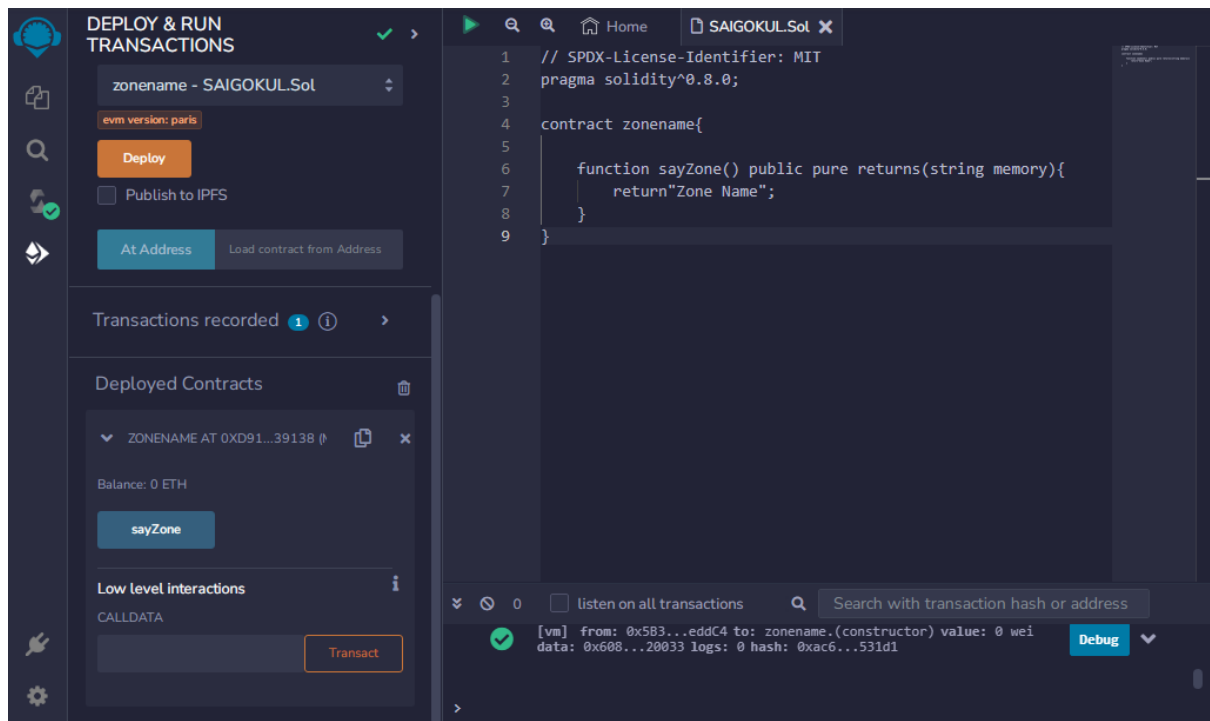 DEPLOY & RUN
TRANSACTIONS
zonename - SAIGOKUL.Sol
evm version: paris
Deploy
Publish to IPFS
At Address
Load contract from Address
Transactions recorded 1 i
Deployed Contracts
ZONENAME AT 0XD91...39138 (
Balance: 0 ETH
sayZone
Low level interactions
i
CALLDATA
Transact
Home
SAIGOKUL.Sol
1 // SPDX-License-Identifier: MIT
2 pragma solidity^0.8.0;
3
4 contract zonename{
5
6 function sayZone() public pure returns(string memory){
7 return"Zone Name";
8 }
9 }
0
listen on all transactions
Search with transaction hash or address
[vm] from: 0x5B3...eddC4 to: zonename.(constructor) value: 0 wei
data: 0x608...20033 logs: 0 hash: 0xac6...531d1
Debug
>